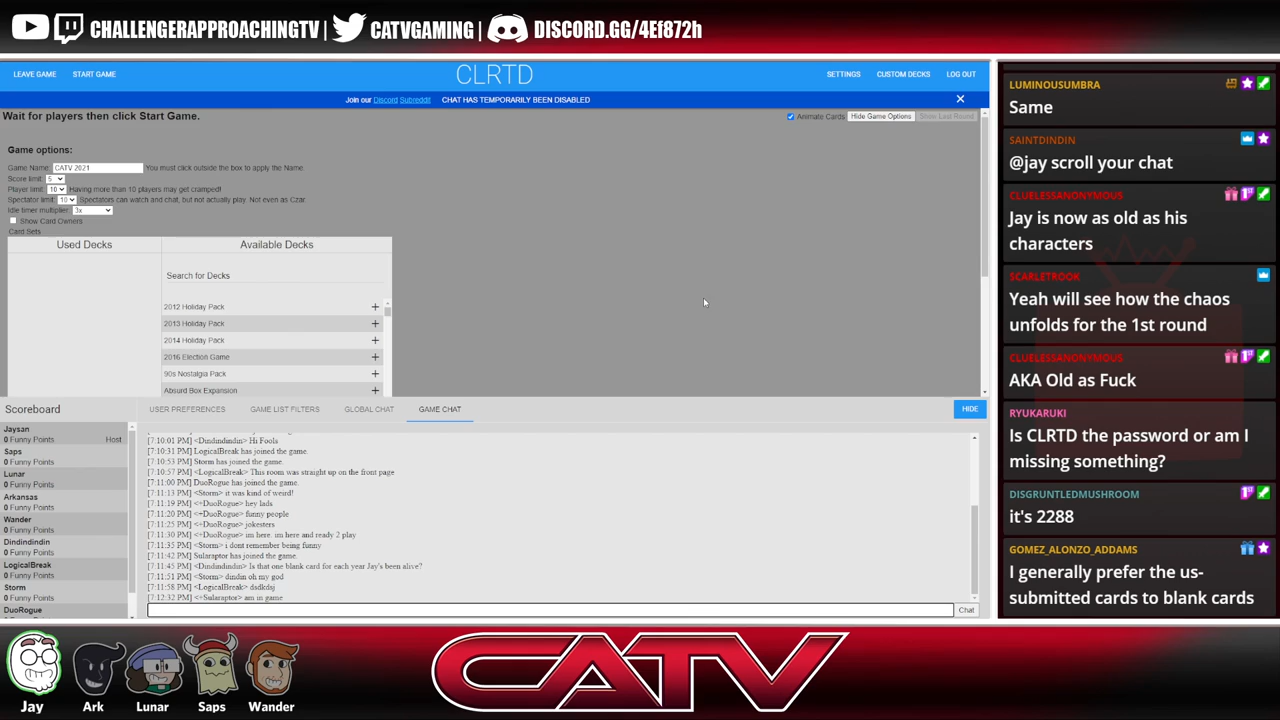 CHALLENGERAPPROACHINGTV | CATVGAMING | DISCORD.GG/4Ef872h
LEAVE GAME START GAME CLRTD SETTINGS CUSTOM DECKS LOG OUT
Join our Discord Subreddit CHAT HAS TEMPORARILY BEEN DISABLED
Wait for players then click Start Game.
Animate Cards Hide Game Options Show Last Round
Game options:
Game Name: CATV 2021 You must click outside the box to apply the Name
Score limit: 5
Player limit: 10 Having more than 10 players may get cramped!
Spectator limit: 10 Spectators can watch and chat, but not actually play. Not even as Czar.
Idle timer multiplier: 3x
Show Card Owners
Card Sets
Used Decks Available Decks
Search for Decks
2012 Holiday Pack +
2013 Holiday Pack +
2014 Holiday Pack +
2016 Election Game +
90s Nostalgia Pack +
Absurd Box Expansion +
Scoreboard USER PREFERENCES GAME LIST FILTERS GLOBAL CHAT GAME CHAT HIDE
Jaysan
0 Funny Points Host
Saps
0 Funny Points
Lunar
0 Funny Points
Arkansas
0 Funny Points
Wander
0 Funny Points
Dindindindin
0 Funny Points
LogicalBreak
0 Funny Points
Storm
0 Funny Points
DuoRogue
[7:10:01 PM] <Dindindindin> Hi Fools
[7:10:31 PM] LogicalBreak has joined the game.
[7:10:53 PM] Storm has joined the game.
[7:10:57 PM] <LogicalBreak> This room was straight up on the front page
[7:11:00 PM] DuoRogue has joined the game.
[7:11:13 PM] <Storm> it was kind of weird!
[7:11:19 PM] <+DuoRogue> hey lads
[7:11:20 PM] <+DuoRogue> funny people
[7:11:25 PM] <+DuoRogue> jokesters
[7:11:30 PM] <+DuoRogue> im here. im here and ready 2 play
[7:11:35 PM] <Storm> i dont remember being funny
[7:11:42 PM] Sularaptor has joined the game.
[7:11:45 PM] <Dindindindin> Is that one blank card for each year Jay's been alive?
[7:11:51 PM] <Storm> dindin oh my god
[7:11:58 PM] <LogicalBreak> dsdkdsj
[7:12:32 PM] <+Sularaptor> am in game
Chat
LUMINOUSUMBRA
Same
SAINTDINDIN
@jay scroll your chat
CLUELESSANONYMOUS
Jay is now as old as his
characters
SCARLETROOK
Yeah will see how the chaos
unfolds for the 1st round
CLUELESSANONYMOUS
AKA Old as Fuck
RYUKARUKI
Is CLRTD the password or am I
missing something?
DISGRUNTLEDMUSHROOM
it's 2288
GOMEZ_ALONZO_ADDAMS
I generally prefer the us-
submitted cards to blank cards
Jay Ark Lunar Saps Wander
CATV